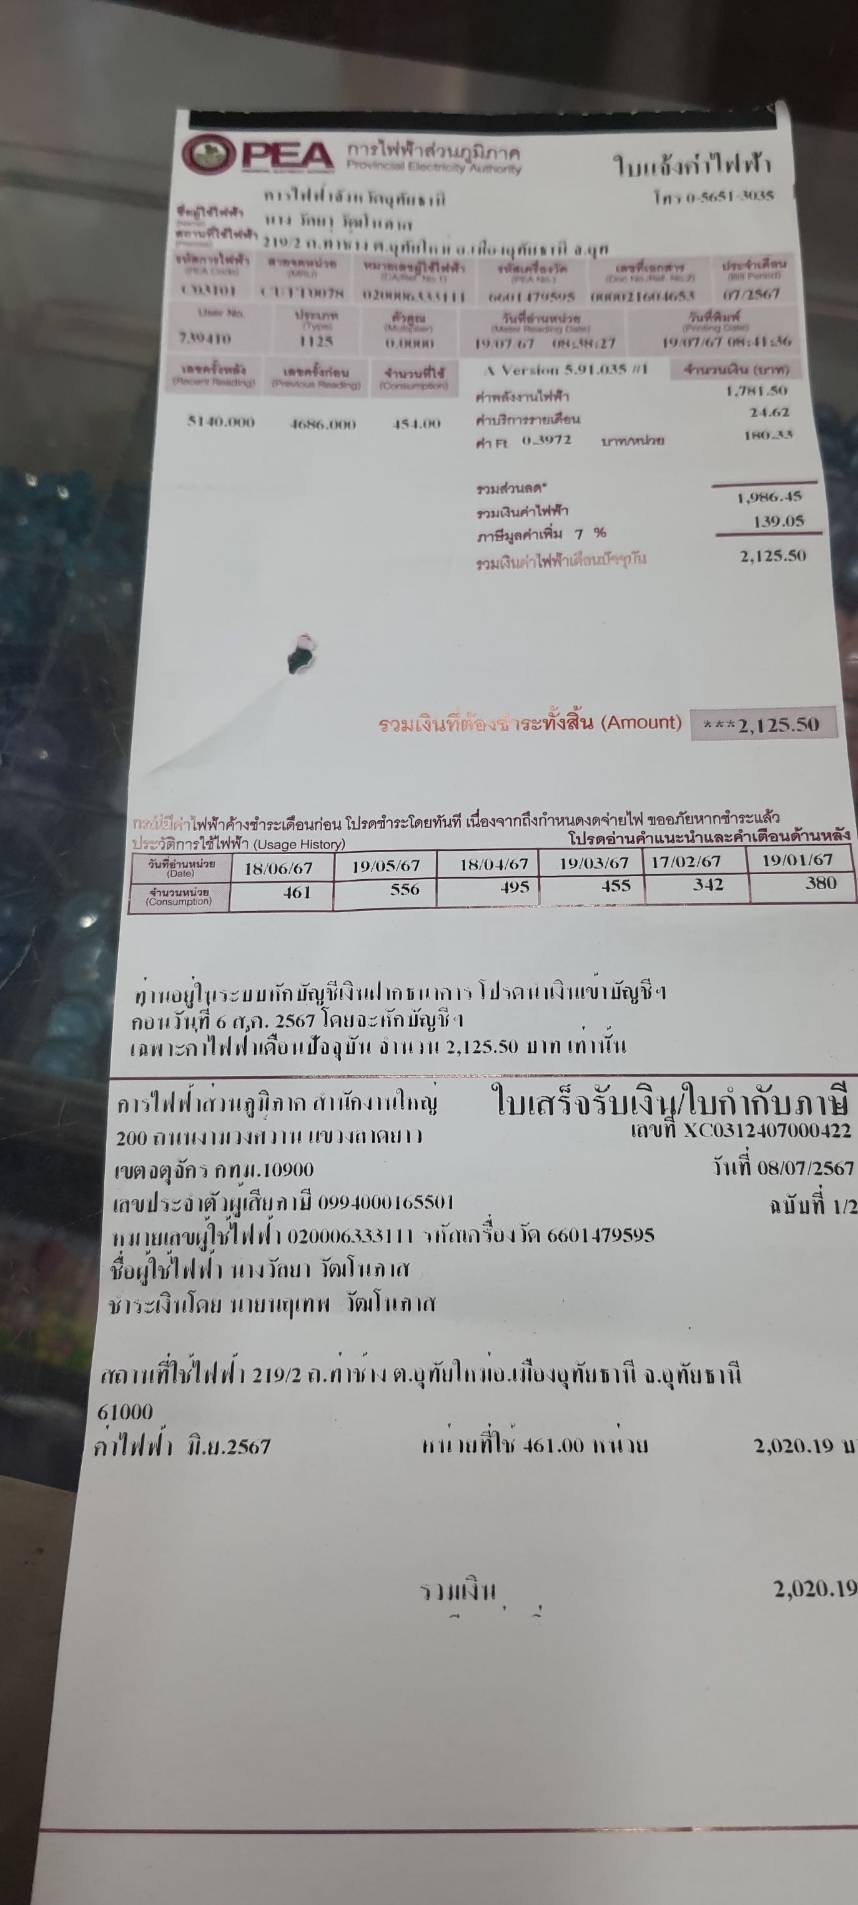 PEA การไฟฟ้าส่วนภูมิภาค ใบแจ้งค่าไฟฟ้า
Provincial Electricity Authority
การไฟฟ้าจังหวัดอุทัยธานี โทร 0-5651-3035
ชื่อผู้ใช้ไฟฟ้า นาง วัลยา วัฒโนภาส
สถานที่ใช้ไฟฟ้า 219/2 ถ.ท่าช้าง ต.อุทัยใหม่ อ.เมืองอุทัยธานี จ.อุท
รหัสการไฟฟ้า สายจดหน่วย หมายเลขผู้ใช้ไฟฟ้า รหัสเครื่องวัด เลขที่เอกสาร ประจำเดือน
(PEA Code) (MRU) (CA/Ref. No.1) (PEA No.) (Doc No./Ref. No.2) (Bill Period)
C03101 020006333111 6601479595 000021604653 07/2567
User No. ประเภท ตัวคูณ วันที่อ่านหน่วย วันที่พิมพ์
(Type) (Multiplier) (Meter Reading Date) (Printing Date)
739410 1125 0.0000 19/07/67 08:38:27 19/07/67 08:41:36
เลขครั้งหลัง เลขครั้งก่อน จำนวนที่ใช้ A Version 5.91.035 //1 จำนวนเงิน (บาท)
(Recent Reading) (Previous Reading) (Consumption)
ค่าพลังงานไฟฟ้า 1,781.50
5140.000 4686.000 454.00 ค่าบริการรายเดือน 24.62
ค่า Ft 0.3972 บาท/หน่วย 180.33
รวมส่วนลด*
รวมเงินค่าไฟฟ้า 1,986.45
ภาษีมูลค่าเพิ่ม 7 % 139.05
รวมเงินค่าไฟฟ้าเดือนปัจจุบัน 2,125.50
รวมเงินที่ต้องชำระทั้งสิ้น (Amount) ***2,125.50
กรณีมีค่าไฟฟ้าค้างชำระเดือนก่อน โปรดชำระโดยทันที เนื่องจากถึงกำหนดงดจ่ายไฟ ขออภัยหากชำระแล้ว
ประวัติการใช้ไฟฟ้า (Usage History) โปรดอ่านคำแนะนำและคำเตือนด้านหลัง
วันที่อ่านหน่วย (Date) 18/06/67 19/05/67 18/04/67 19/03/67 17/02/67 19/01/67
จำนวนหน่วย (Consumption) 461 556 495 455 342 380
ท่านอยู่ในระบบหักบัญชีเงินฝากธนาคาร โปรดนำเงินเข้าบัญชีฯ
ก่อนวันที่ 6 ส.ค. 2567 โดยจะหักบัญชีฯ
เฉพาะค่าไฟฟ้าเดือนปัจจุบัน จำนวน 2,125.50 บาท เท่านั้น
การไฟฟ้าส่วนภูมิภาค สำนักงานใหญ่ ใบเสร็จรับเงิน/ใบกำกับภาษี
200 ถนนงามวงศ์วาน แขวงลาดยาว เลขที่ XC0312407000422
เขตจตุจักร กทม.10900 วันที่ 08/07/2567
เลขประจำตัวผู้เสียภาษี 0994000165501 ฉบับที่ 1/2
หมายเลขผู้ใช้ไฟฟ้า 020006333111 รหัสเครื่องวัด 6601479595
ชื่อผู้ใช้ไฟฟ้า นางวัลยา วัฒโนภาส
ชำระเงินโดย นายนฤเทพ วัฒโนภาส
สถานที่ใช้ไฟฟ้า 219/2 ถ.ท่าช้าง ต.อุทัยใหม่อ.เมืองอุทัยธานี จ.อุทัยธานี
61000
ค่าไฟฟ้า มิ.ย.2567 หน่วยที่ใช้ 461.00 หน่วย 2,020.19 บ
รวมเงิน 2,020.19